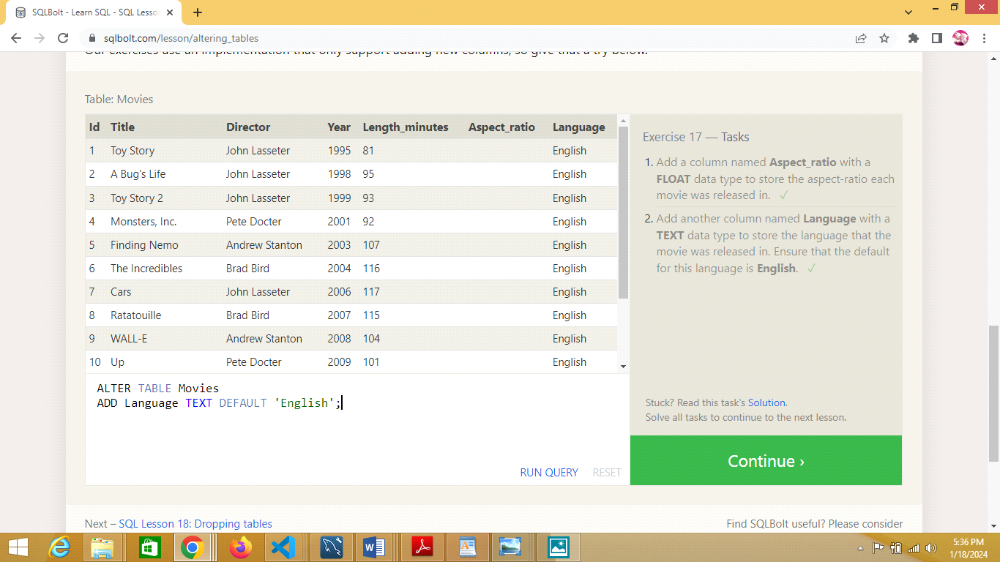 SQLBolt - Learn SQL - SQL Lesson
sqlbolt.com/lesson/altering_tables
Our exercises use an implementation that only support adding new columns, so give that a try below.
Table: Movies
Id Title Director Year Length_minutes Aspect_ratio Language
1 Toy Story John Lasseter 1995 81 English
2 A Bug's Life John Lasseter 1998 95 English
3 Toy Story 2 John Lasseter 1999 93 English
4 Monsters, Inc. Pete Docter 2001 92 English
5 Finding Nemo Andrew Stanton 2003 107 English
6 The Incredibles Brad Bird 2004 116 English
7 Cars John Lasseter 2006 117 English
8 Ratatouille Brad Bird 2007 115 English
9 WALL-E Andrew Stanton 2008 104 English
10 Up Pete Docter 2009 101 English
ALTER TABLE Movies
ADD Language TEXT DEFAULT 'English';
RUN QUERY RESET
Exercise 17 — Tasks
1. Add a column named Aspect_ratio with a
FLOAT data type to store the aspect-ratio each
movie was released in. ✓
2. Add another column named Language with a
TEXT data type to store the language that the
movie was released in. Ensure that the default
for this language is English. ✓
Stuck? Read this task's Solution.
Solve all tasks to continue to the next lesson.
Continue ›
Next – SQL Lesson 18: Dropping tables
Find SQLBolt useful? Please consider
5:36 PM
1/18/2024